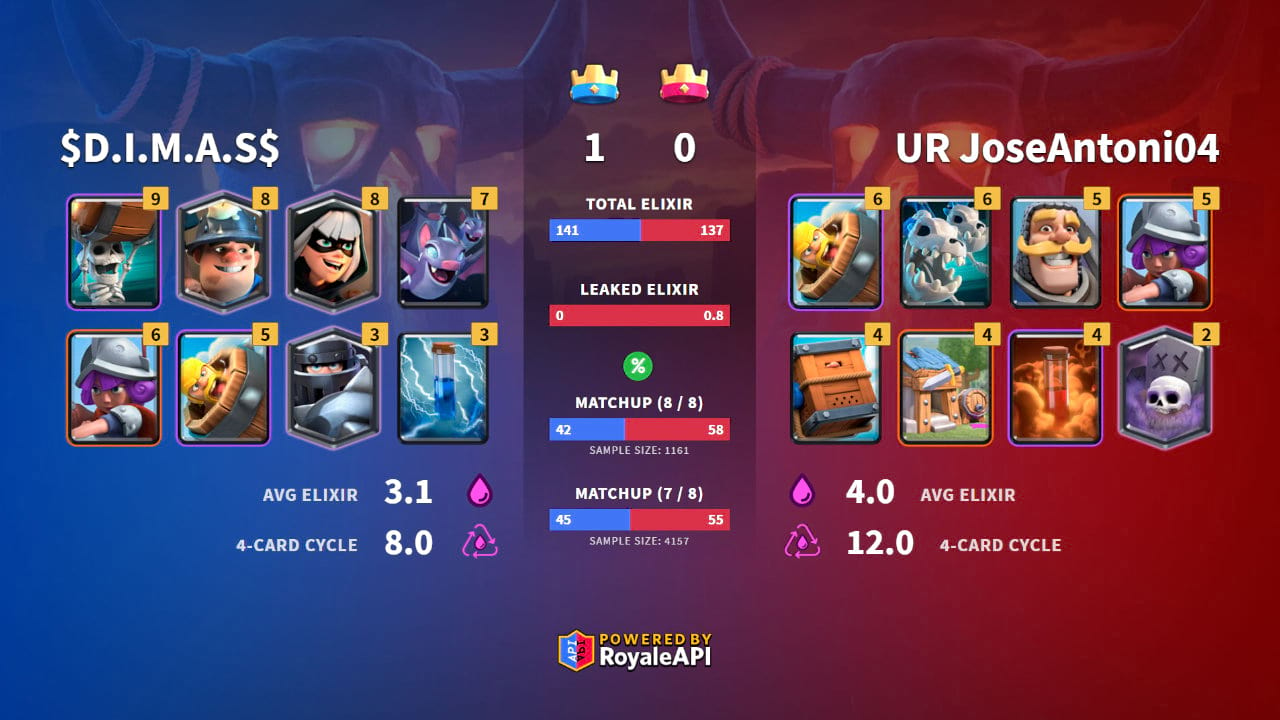 1 0
$D.I.M.A.S$
UR JoseAntoni04
9 8 8 7
6 5 3 3
AVG ELIXIR 3.1
4-CARD CYCLE 8.0
TOTAL ELIXIR
141 137
LEAKED ELIXIR
0 0.8
%
MATCHUP (8 / 8)
42 58
SAMPLE SIZE: 1161
MATCHUP (7 / 8)
45 55
SAMPLE SIZE: 4157
6 6 5 5
4 4 4 2
4.0 AVG ELIXIR
12.0 4-CARD CYCLE
API API
POWERED BY
RoyaleAPI